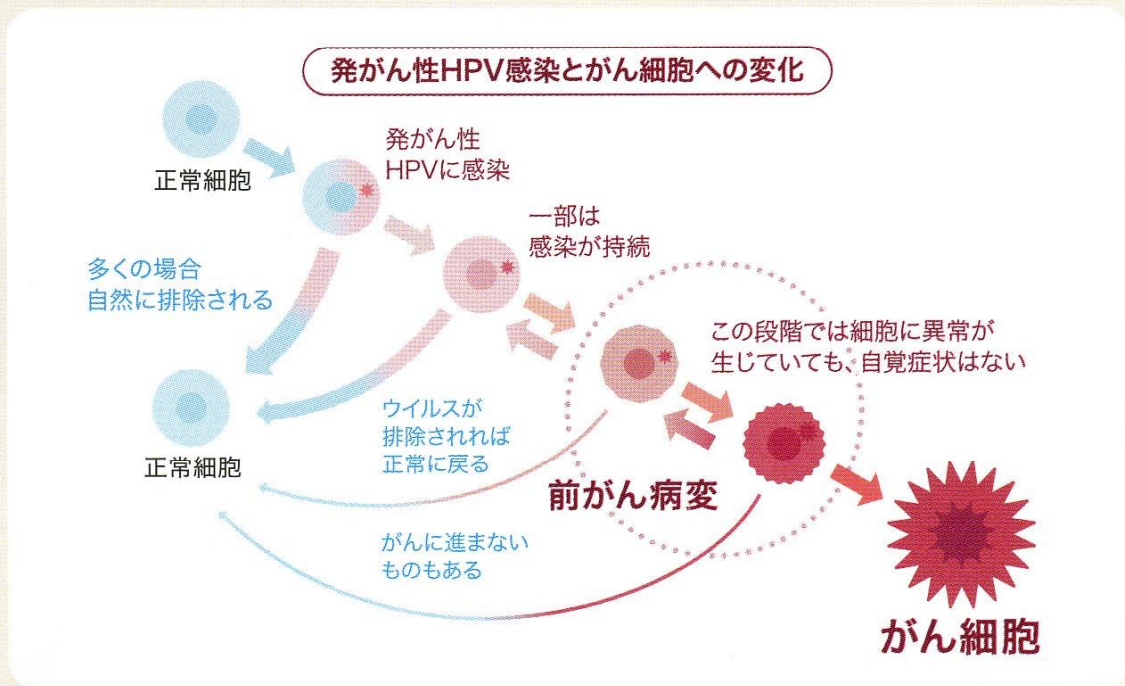 発がん性HPV感染とがん細胞への変化
正常細胞
発がん性
HPVに感染
一部は
感染が持続
多くの場合
自然に排除される
この段階では細胞に異常が
生じていても、自覚症状はない
正常細胞
ウイルスが
排除されれば
正常に戻る
前がん病変
がんに進まない
ものもある
がん細胞